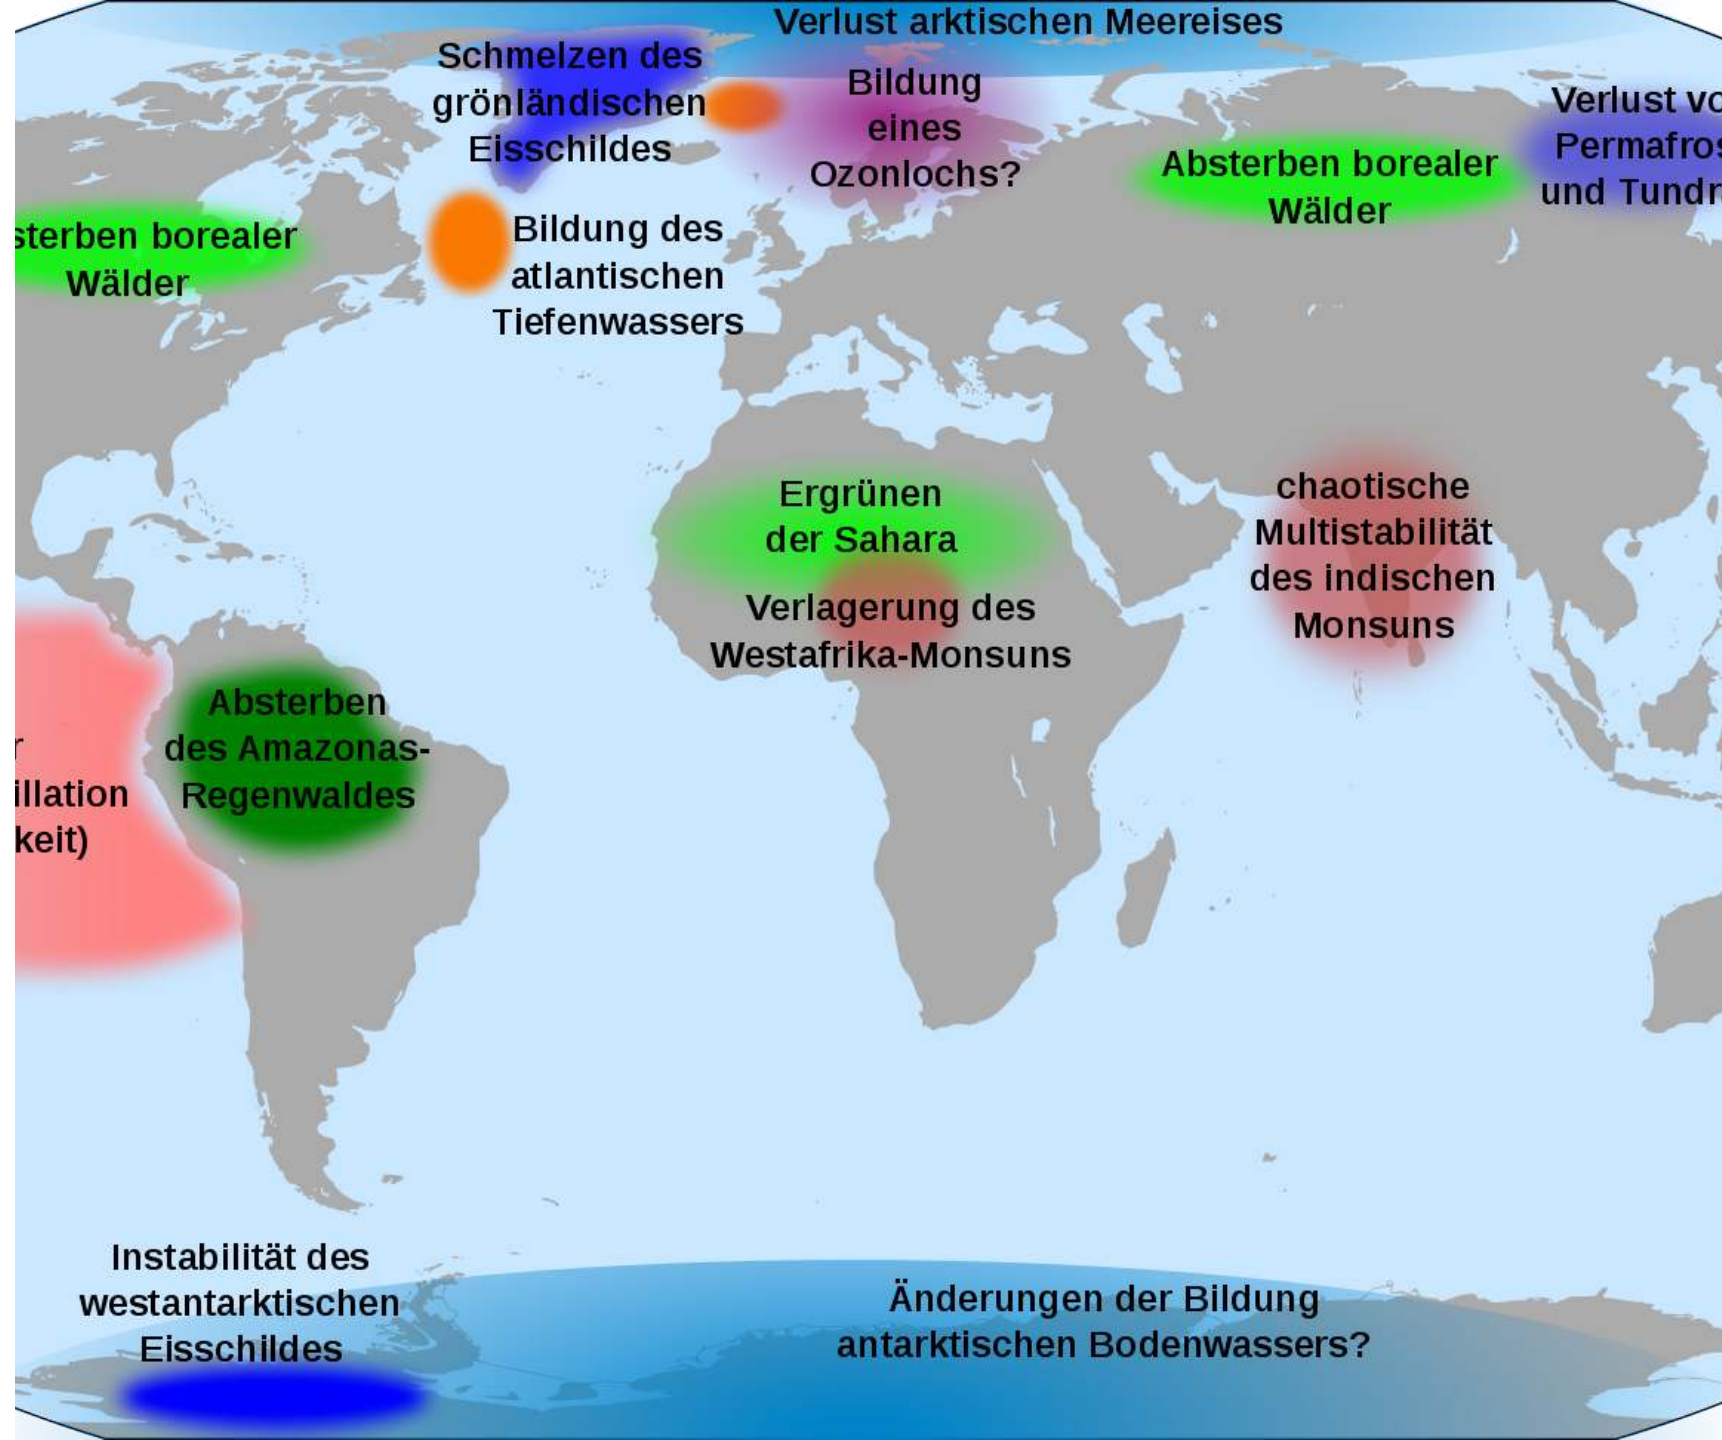 Verlust arktischen Meereises
Schmelzen des
grönländischen
Eisschildes
Bildung
eines
Ozonlochs?
Verlust vo
Permafros
und Tundr
Absterben borealer
Wälder
sterben borealer
Wälder
Bildung des
atlantischen
Tiefenwassers
Ergrünen
der Sahara
Verlagerung des
Westafrika-Monsuns
chaotische
Multistabilität
des indischen
Monsuns
r
illation
keit)
Absterben
des Amazonas-
Regenwaldes
Instabilität des
westantarktischen
Eisschildes
Änderungen der Bildung
antarktischen Bodenwassers?